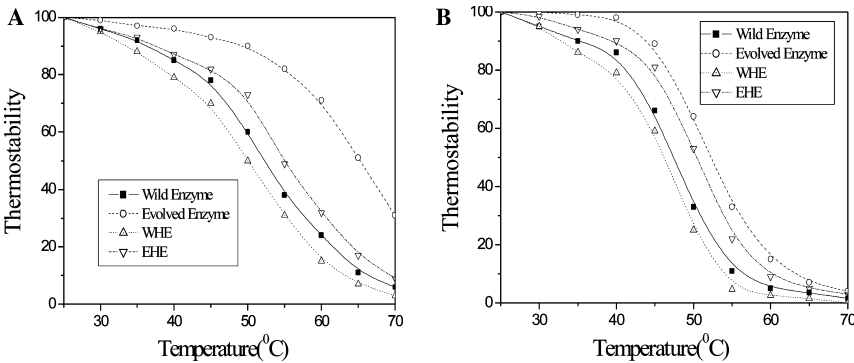 A
100
80
60
40
20
0
Thermostability
Wild Enzyme
Evolved Enzyme
WHE
EHE
30
40
50
60
70
Temperature(⁰C)
B
100
80
60
40
20
0
Thermostability
Wild Enzyme
Evolved Enzyme
WHE
EHE
30
40
50
60
70
Temperature(⁰C)